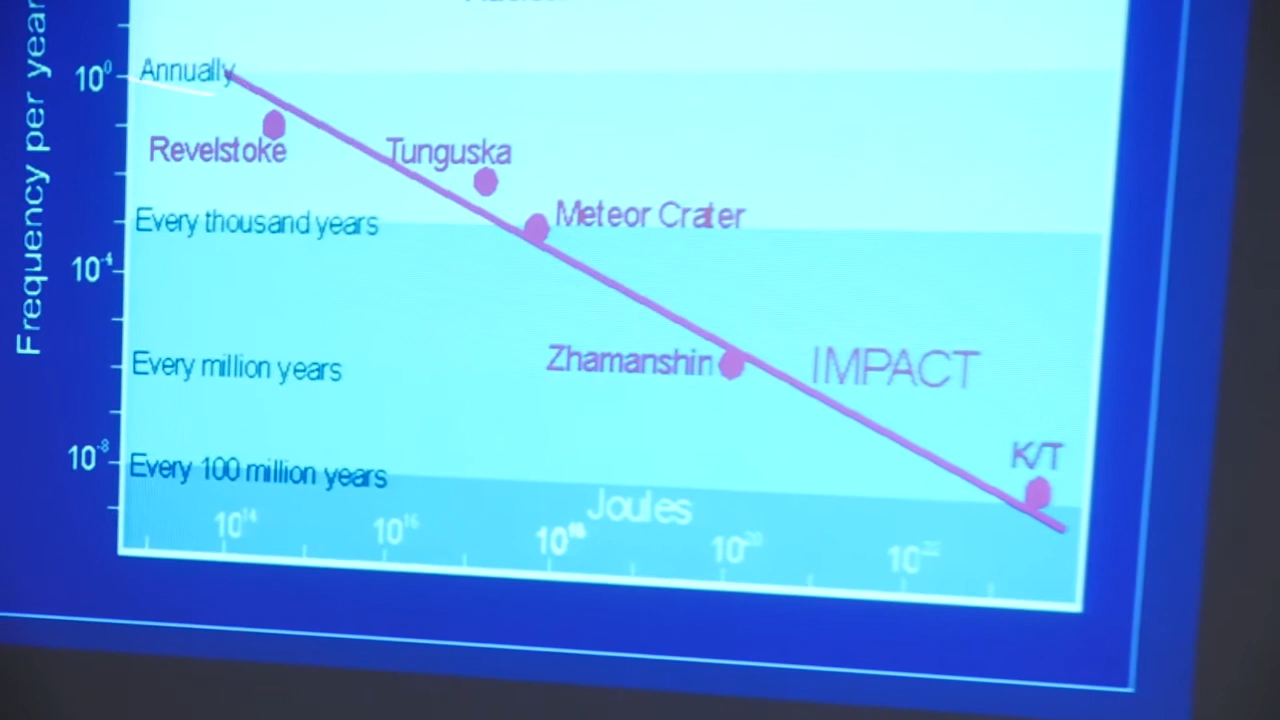 Frequency per year
10⁰
Annually
Revelstoke
Tunguska
Meteor Crater
Every thousand years
10⁻⁴
Zhamanshin
IMPACT
Every million years
K/T
10⁻⁸
Every 100 million years
Joules
10¹⁴
10¹⁶
10¹⁸
10²⁰
10²²